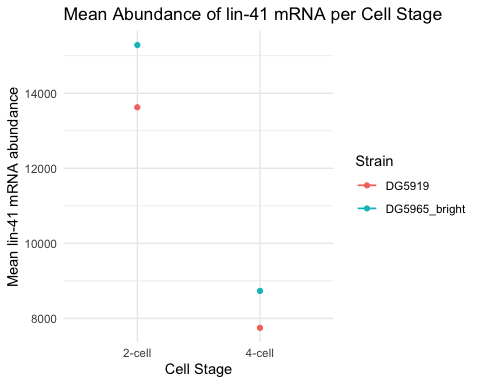 Mean Abundance of lin-41 mRNA per Cell Stage
Mean lin-41 mRNA abundance
14000
12000
10000
8000
2-cell
4-cell
Cell Stage
Strain
DG5919
DG5965_bright